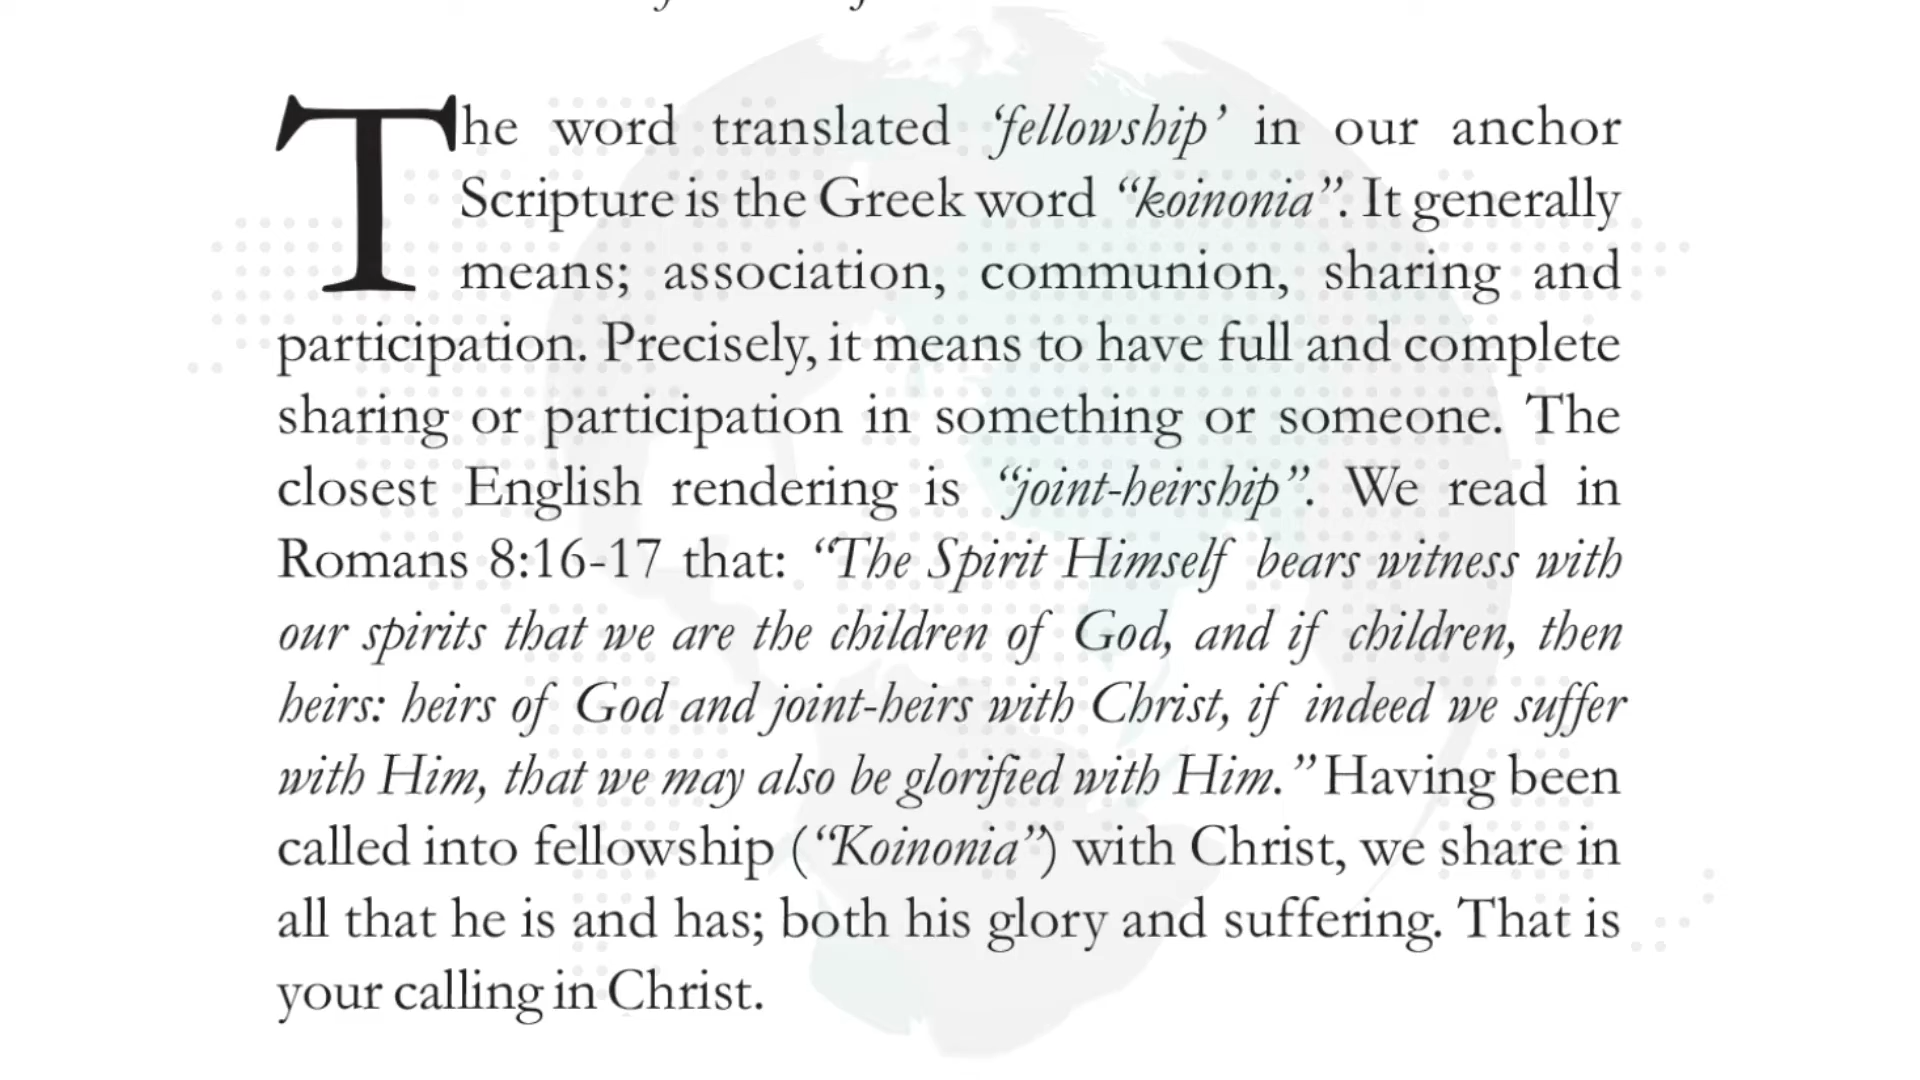 The word translated ‘fellowship’ in our anchor
Scripture is the Greek word “koinonia”. It generally
means; association, communion, sharing and
participation. Precisely, it means to have full and complete
sharing or participation in something or someone. The
closest English rendering is “joint-heirship”. We read in
Romans 8:16-17 that: “The Spirit Himself bears witness with
our spirits that we are the children of God, and if children, then
heirs: heirs of God and joint-heirs with Christ, if indeed we suffer
with Him, that we may also be glorified with Him.” Having been
called into fellowship (“Koinonia”) with Christ, we share in
all that he is and has; both his glory and suffering. That is
your calling in Christ.